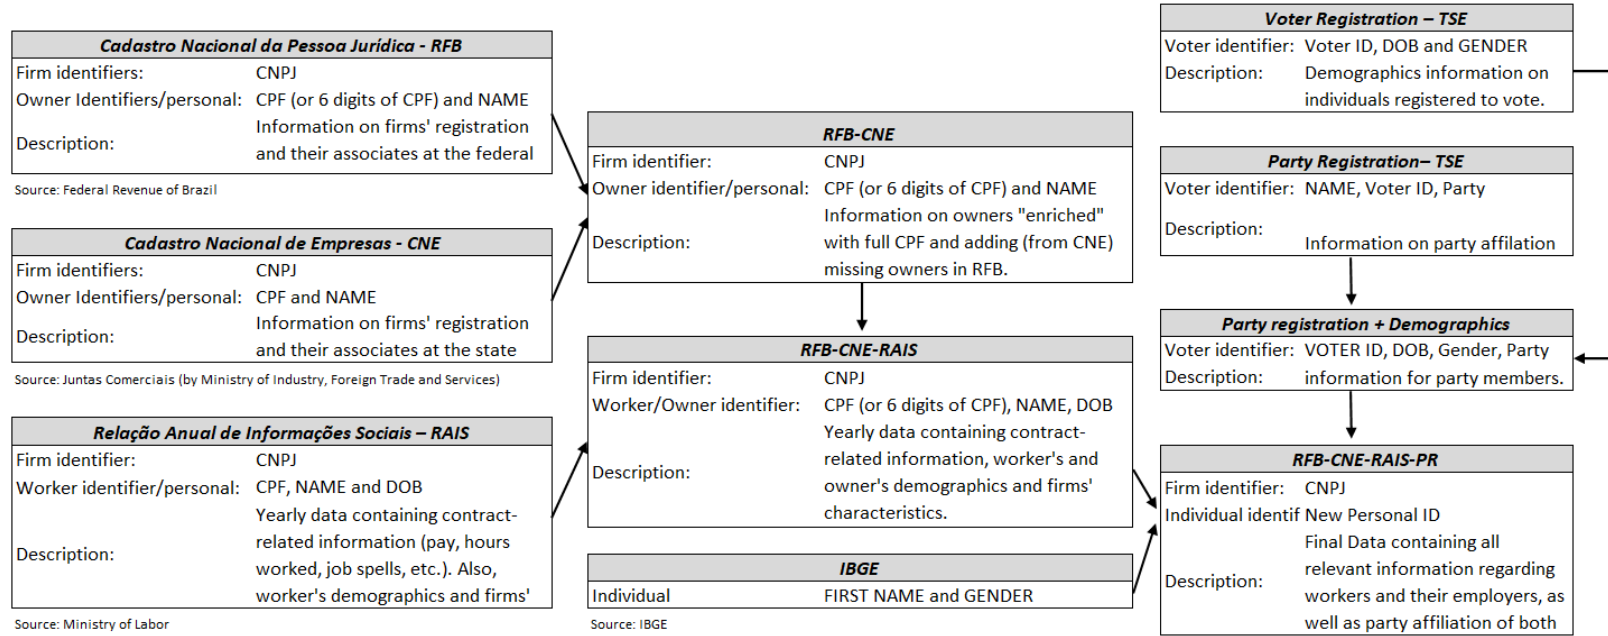 Cadastro Nacional da Pessoa Jurídica - RFB
Firm identifiers: CNPJ
Owner Identifiers/personal: CPF (or 6 digits of CPF) and NAME
Description: Information on firms' registration
and their associates at the federal
Source: Federal Revenue of Brazil
Cadastro Nacional de Empresas - CNE
Firm identifiers: CNPJ
Owner Identifiers/personal: CPF and NAME
Description: Information on firms' registration
and their associates at the state
Source: Juntas Comerciais (by Ministry of Industry, Foreign Trade and Services)
Relação Anual de Informações Sociais – RAIS
Firm identifier: CNPJ
Worker identifier/personal: CPF, NAME and DOB
Description: Yearly data containing contract-
related information (pay, hours
worked, job spells, etc.). Also,
worker's demographics and firms'
Source: Ministry of Labor
RFB-CNE
Firm identifier: CNPJ
Owner identifier/personal: CPF (or 6 digits of CPF) and NAME
Description: Information on owners "enriched"
with full CPF and adding (from CNE)
missing owners in RFB.
RFB-CNE-RAIS
Firm identifier: CNPJ
Worker/Owner identifier: CPF (or 6 digits of CPF), NAME, DOB
Description: Yearly data containing contract-
related information, worker's and
owner's demographics and firms'
characteristics.
IBGE
Individual FIRST NAME and GENDER
Source: IBGE
Voter Registration – TSE
Voter identifier: Voter ID, DOB and GENDER
Description: Demographics information on
individuals registered to vote.
Party Registration– TSE
Voter identifier: NAME, Voter ID, Party
Description: Information on party affilation
Party registration + Demographics
Voter identifier: VOTER ID, DOB, Gender, Party
Description: information for party members.
RFB-CNE-RAIS-PR
Firm identifier: CNPJ
Individual identif New Personal ID
Description: Final Data containing all
relevant information regarding
workers and their employers, as
well as party affiliation of both